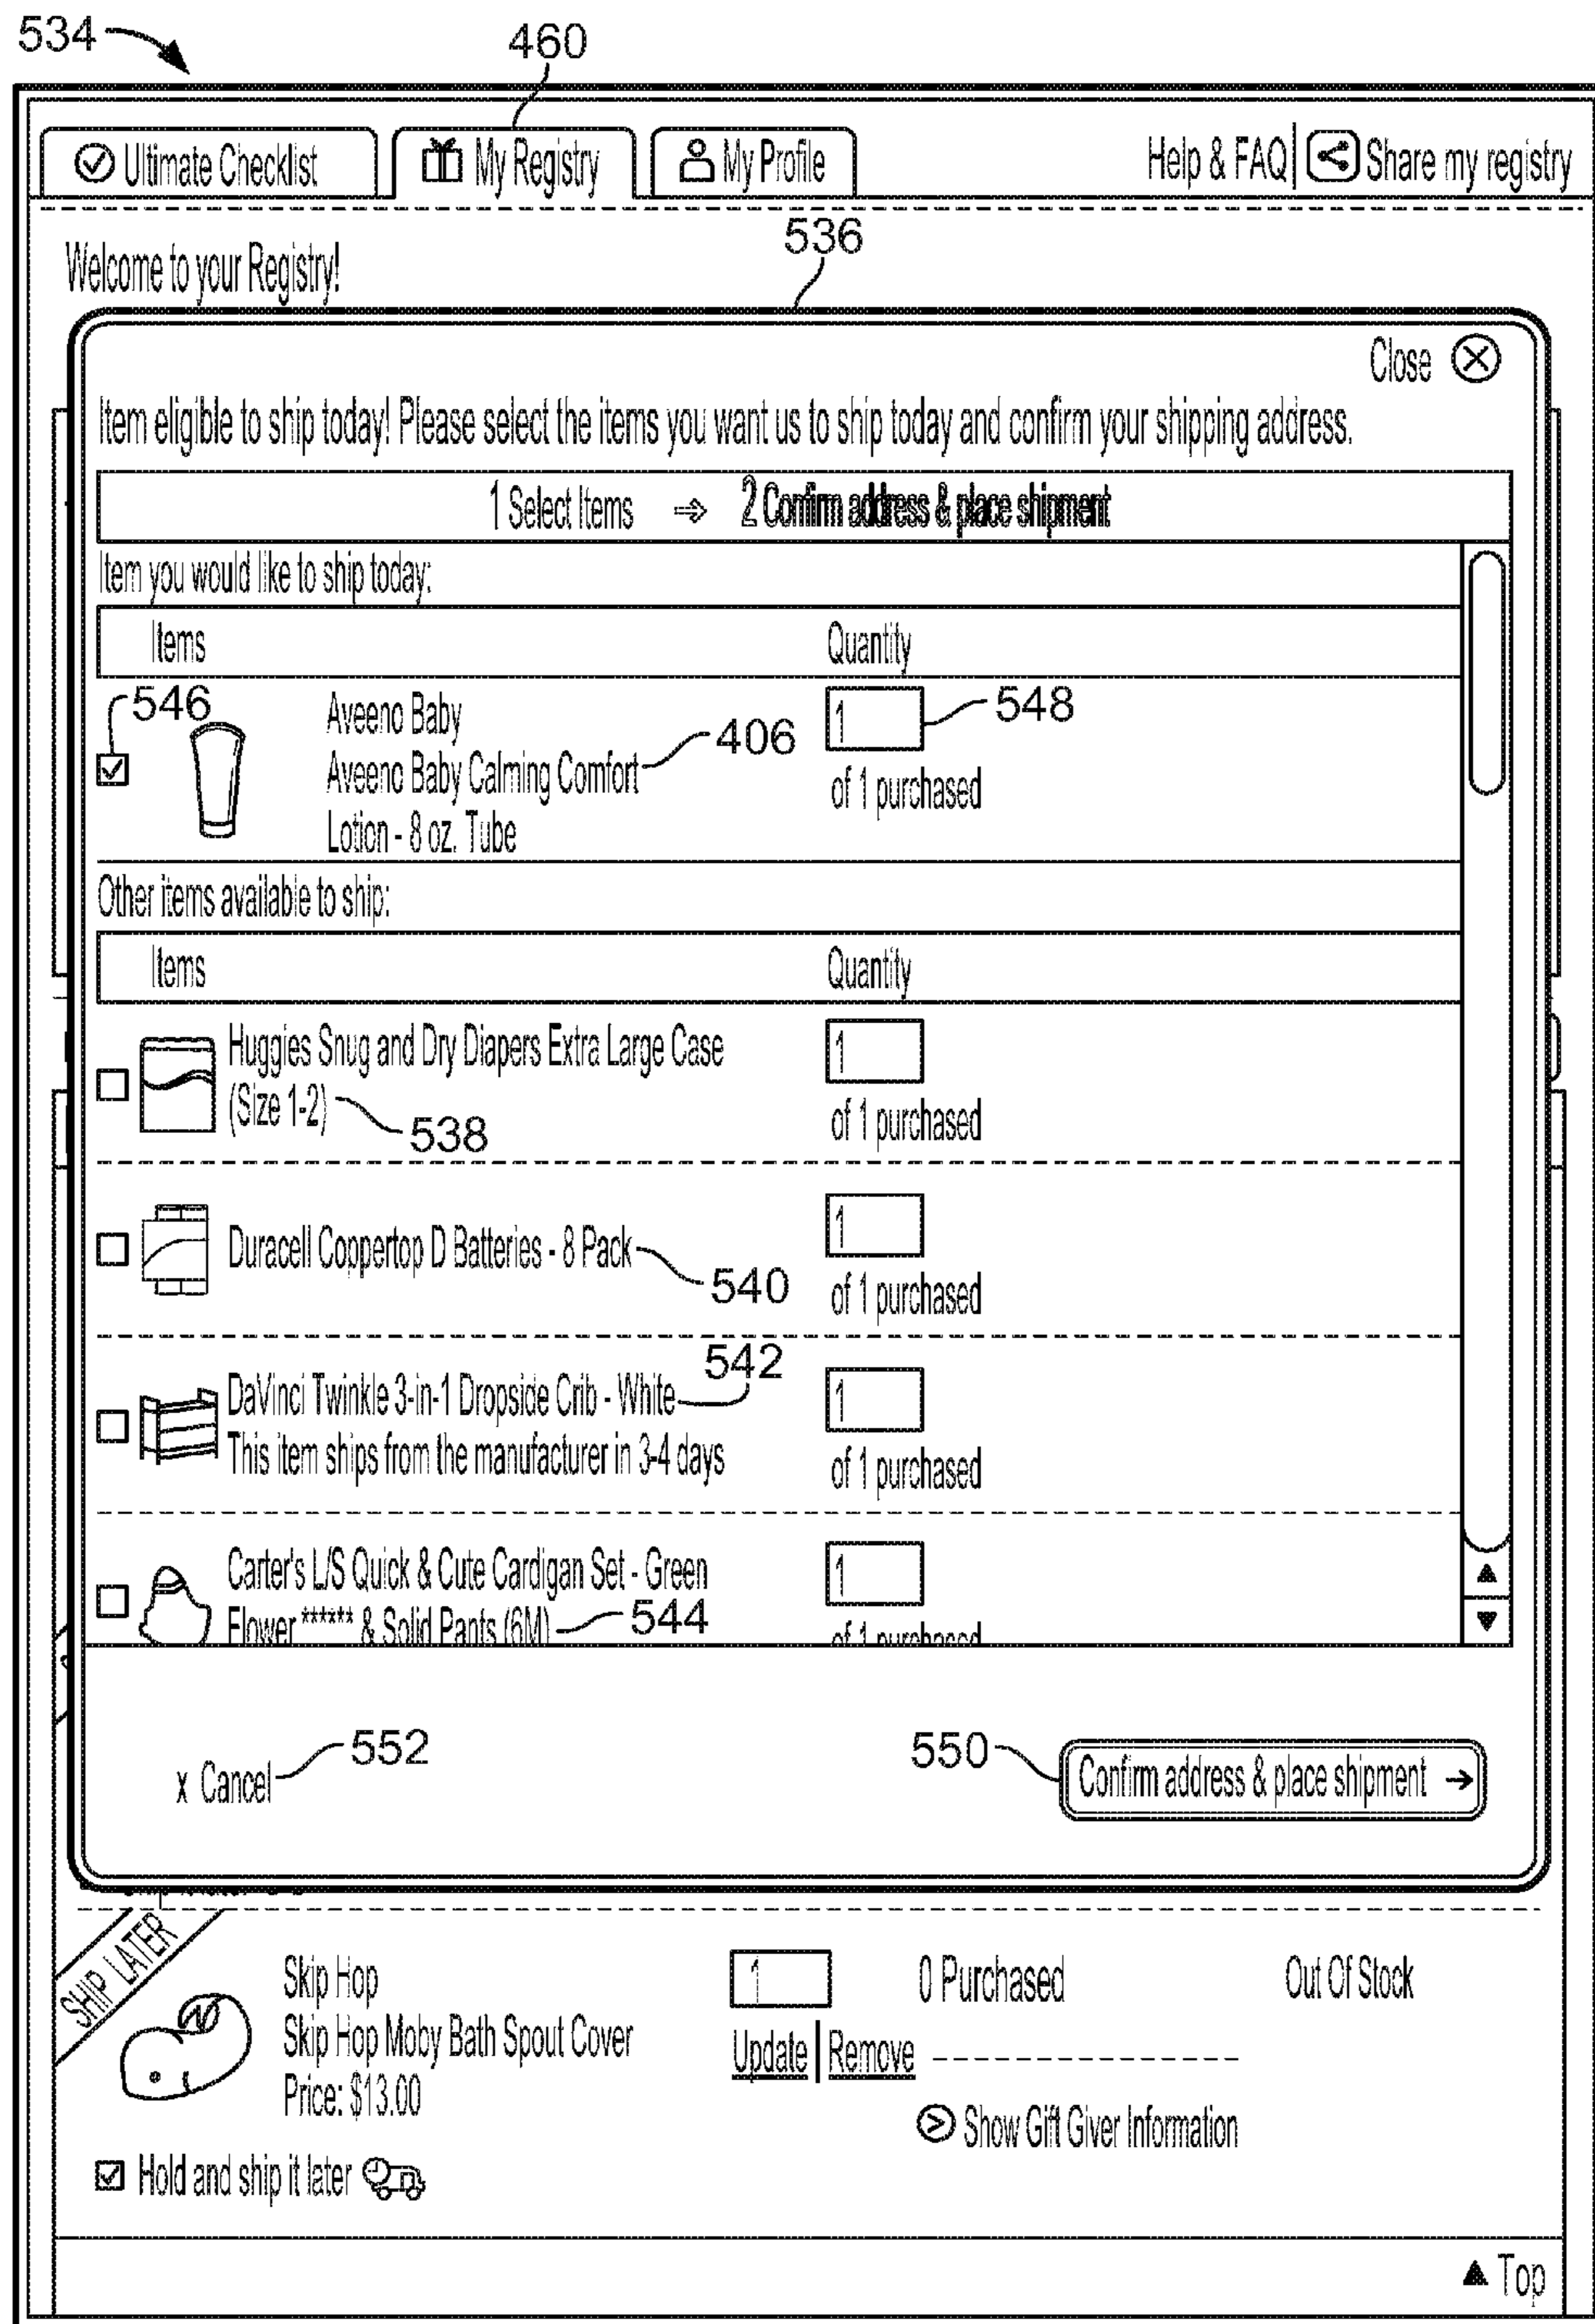 534
460
Ultimate Checklist My Registry My Profile Help & FAQ Share my registry
536
Welcome to your Registry!
Close
Item eligible to ship today! Please select the items you want us to ship today and confirm your shipping address.
1 Select Items ⇒ 2 Confirm address & place shipment
Item you would like to ship today:
Items Quantity
546 Aveeno Baby 1 548
Aveeno Baby Calming Comfort 406
of 1 purchased
Lotion - 8 oz. Tube
Other items available to ship:
Items Quantity
Huggies Snug and Dry Diapers Extra Large Case 1
(Size 1-2) 538 of 1 purchased
Duracell Coppertop D Batteries - 8 Pack 1
540 of 1 purchased
542
DaVinci Twinkle 3-in-1 Dropside Crib - White 1
This item ships from the manufacturer in 3-4 days of 1 purchased
Carter's L/S Quick & Cute Cardigan Set - Green 1
Flower ****** & Solid Pants (6M) 544 of 1 purchased
x Cancel 552 550 Confirm address & place shipment →
SHIP LATER
Skip Hop 1 0 Purchased Out Of Stock
Skip Hop Moby Bath Spout Cover Update | Remove
Price: $13.00
Show Gift Giver Information
Hold and ship it later
▲ Top